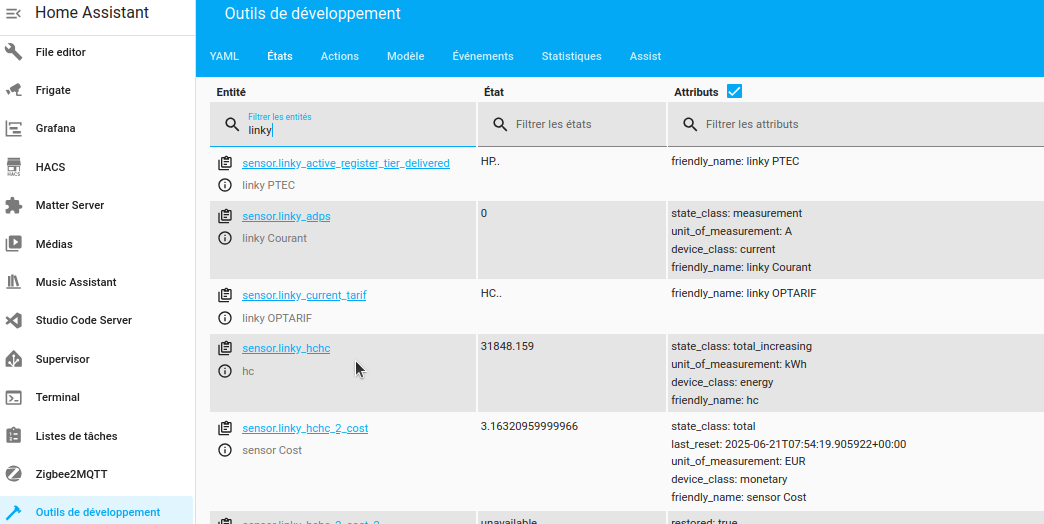 Home Assistant
Outils de développement
File editor
Frigate
Grafana
HACS
Matter Server
Médias
Music Assistant
Studio Code Server
Supervisor
Terminal
Listes de tâches
Zigbee2MQTT
Outils de développement
YAML États Actions Modèle Événements Statistiques Assist
Entité État Attributs
Filtrer les entités
linky Filtrer les états Filtrer les attributs
sensor.linky_active_register_tier_delivered HP.. friendly_name: linky PTEC
linky PTEC
sensor.linky_adps 0 state_class: measurement
unit_of_measurement: A
linky Courant device_class: current
friendly_name: linky Courant
sensor.linky_current_tarif HC.. friendly_name: linky OPTARIF
linky OPTARIF
sensor.linky_hchc 31848.159 state_class: total_increasing
unit_of_measurement: kWh
hc device_class: energy
friendly_name: hc
sensor.linky_hchc_2_cost 3.16320959999966 state_class: total
last_reset: 2025-06-21T07:54:19.905922+00:00
sensor Cost unit_of_measurement: EUR
device_class: monetary
friendly_name: sensor Cost
unavailable restored: true